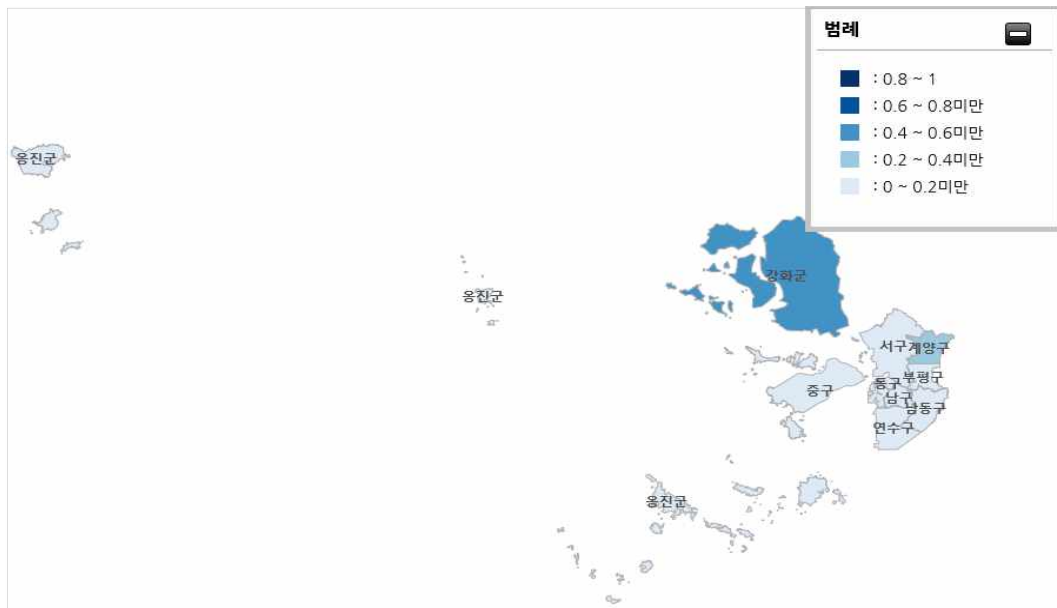 범례
: 0.8 ~ 1
: 0.6 ~ 0.8미만
: 0.4 ~ 0.6미만
: 0.2 ~ 0.4미만
: 0 ~ 0.2미만
옹진군
강화군
옹진군
서구
계양구
부평구
동구
중구
남구
남동구
연수구
옹진군